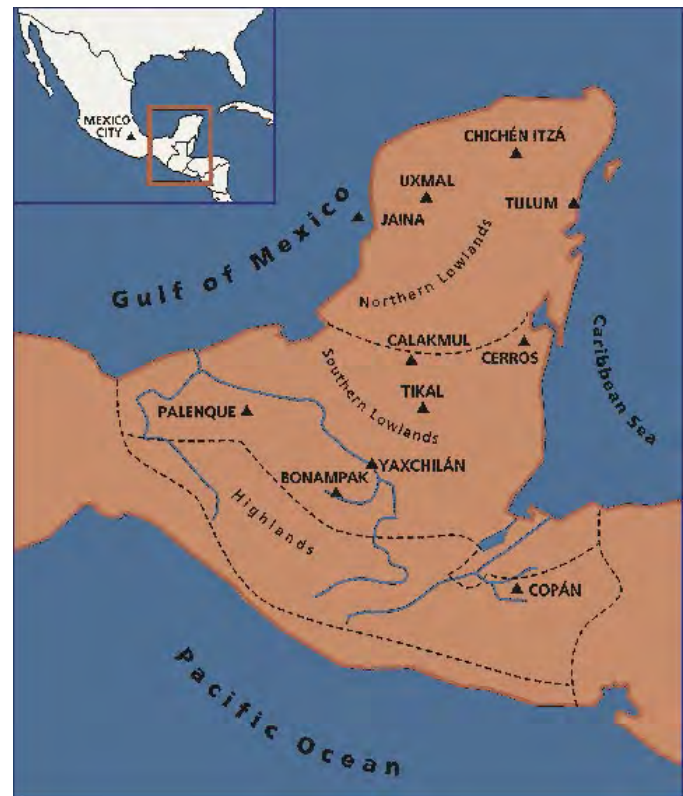 MEXICO
CITY
CHICHÉN ITZÁ
UXMAL
TULUM
JAINA
Gulf of Mexico
Northern Lowlands
CALAKMUL
CERROS
Caribbean Sea
Southern Lowlands
TIKAL
PALENQUE
YAXCHILÁN
BONAMPAK
Highlands
COPÁN
Pacific Ocean